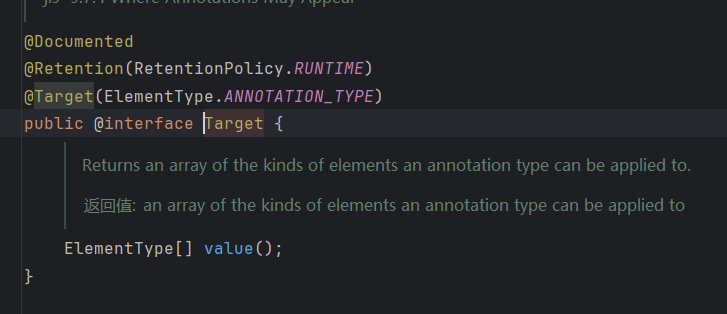 jls-9.7.4 Where Annotations May Appear
@Documented
@Retention(RetentionPolicy.RUNTIME)
@Target(ElementType.ANNOTATION_TYPE)
public @interface Target {
Returns an array of the kinds of elements an annotation type can be applied to.
返回值: an array of the kinds of elements an annotation type can be applied to
ElementType[] value();
}